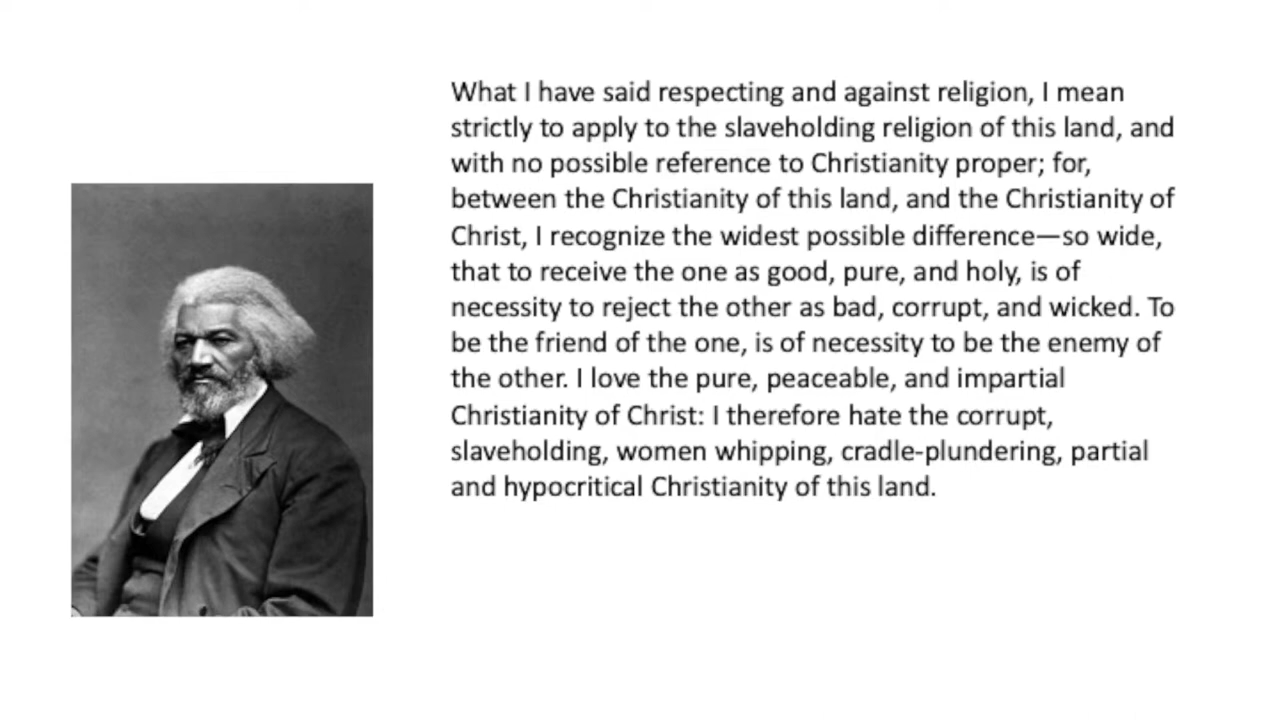 What I have said respecting and against religion, I mean
strictly to apply to the slaveholding religion of this land, and
with no possible reference to Christianity proper; for,
between the Christianity of this land, and the Christianity of
Christ, I recognize the widest possible difference—so wide,
that to receive the one as good, pure, and holy, is of
necessity to reject the other as bad, corrupt, and wicked. To
be the friend of the one, is of necessity to be the enemy of
the other. I love the pure, peaceable, and impartial
Christianity of Christ: I therefore hate the corrupt,
slaveholding, women whipping, cradle-plundering, partial
and hypocritical Christianity of this land.